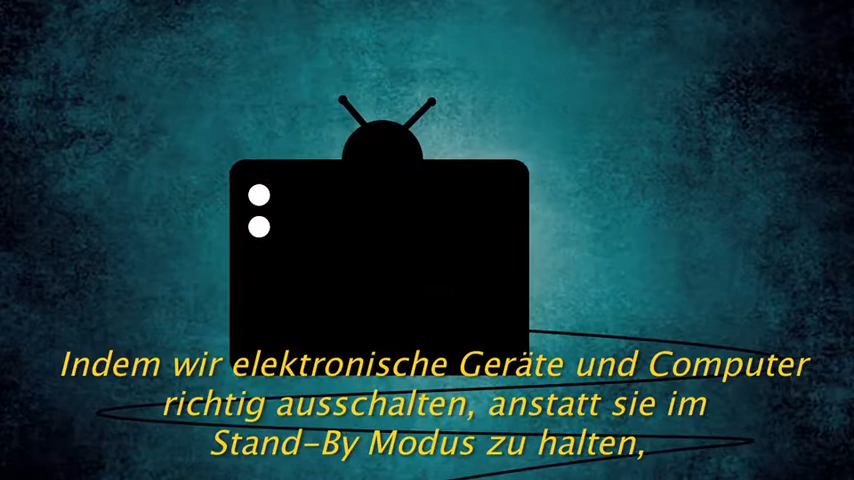 Indem wir elektronische Geräte und Computer
richtig ausschalten, anstatt sie im
Stand-By Modus zu halten,